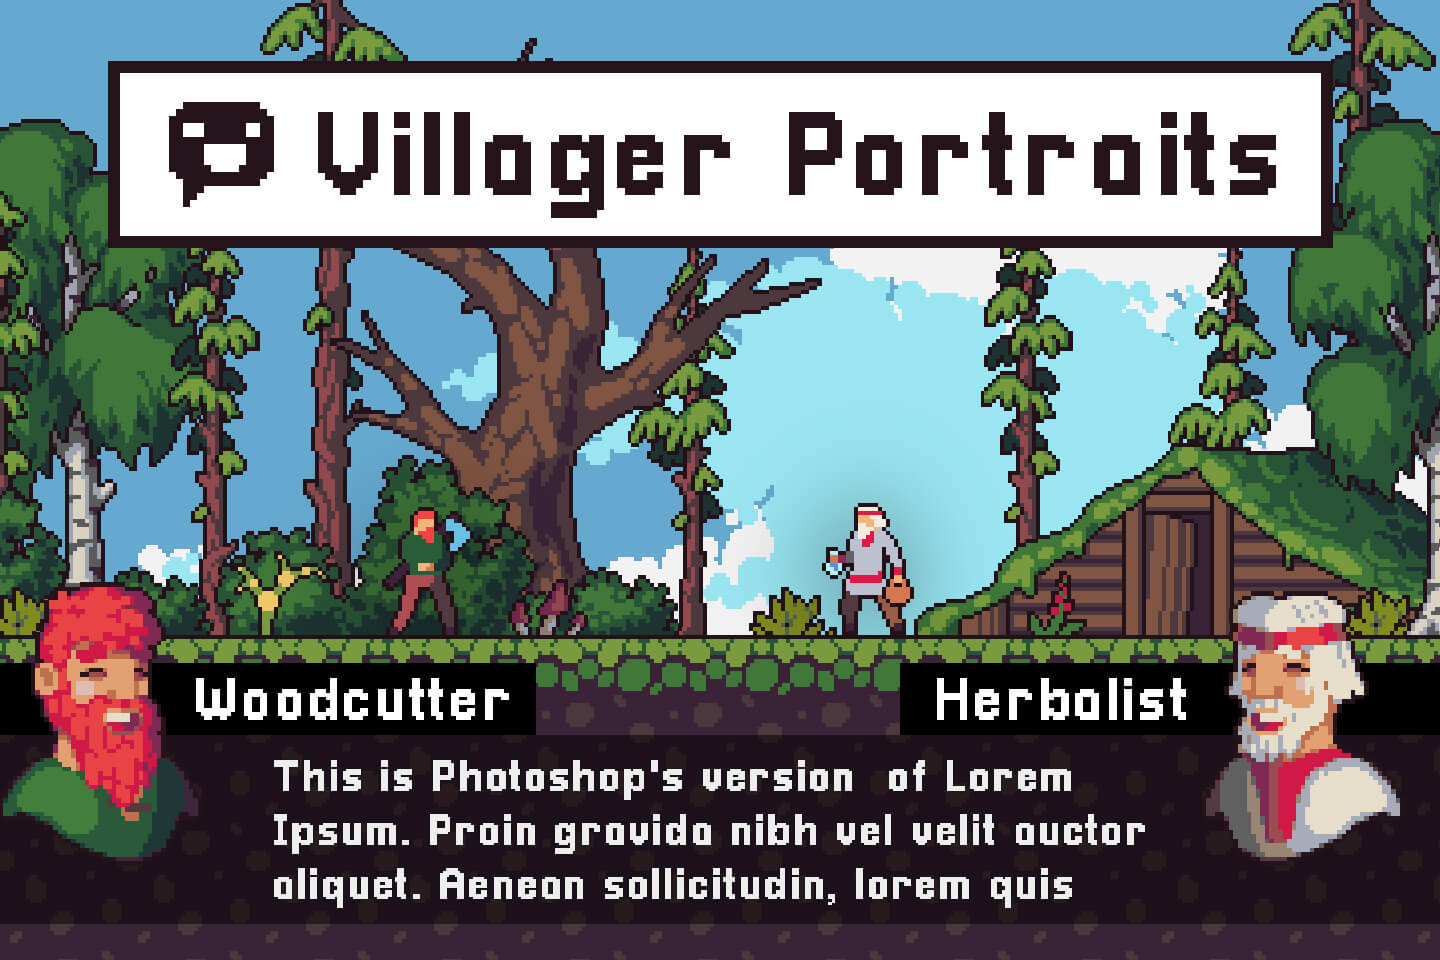 Villager Portraits
Woodcutter
Herbalist
This is Photoshop's version  of Lorem
Ipsum. Proin gravida nibh vel velit auctor
aliquet. Aenean sollicitudin, lorem quis